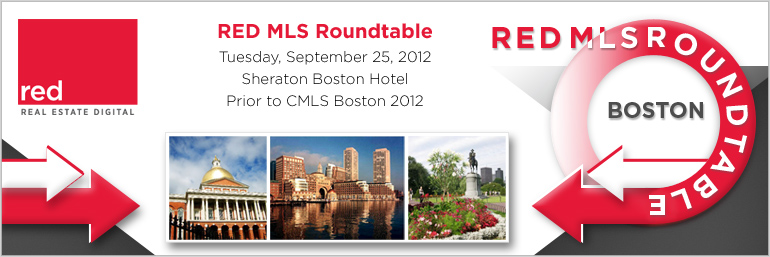 red
REAL ESTATE DIGITAL
RED MLS Roundtable
Tuesday, September 25, 2012
Sheraton Boston Hotel
Prior to CMLS Boston 2012
RED MLS ROUNDTABLE
BOSTON